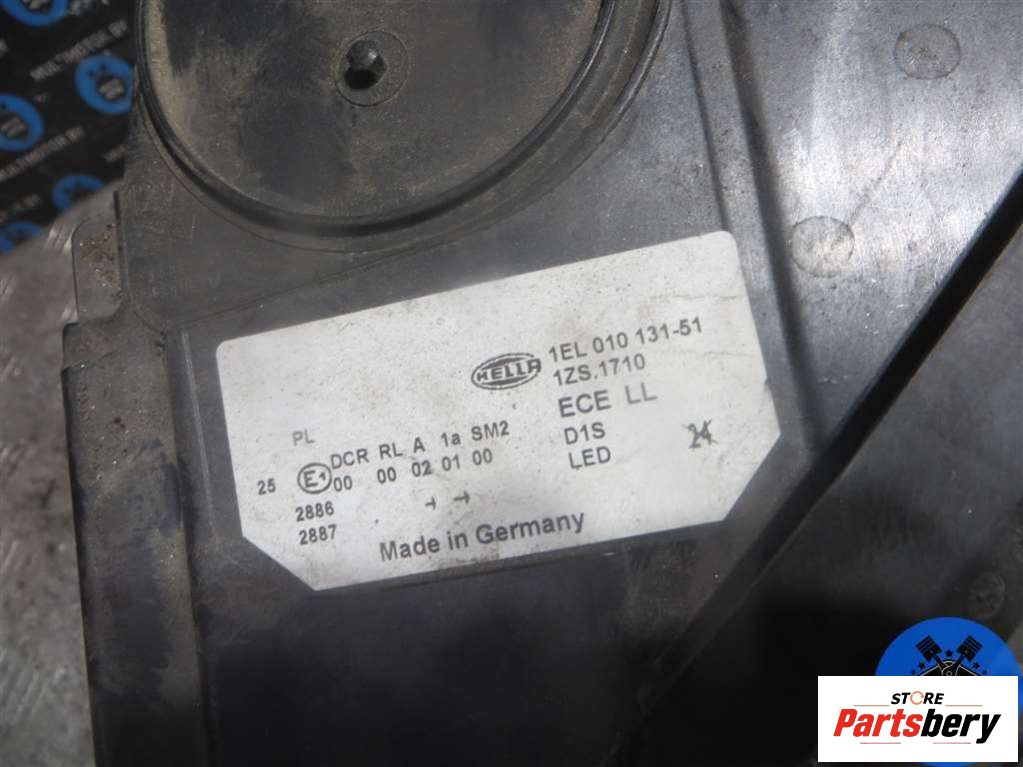 HELLA
1EL 010 131-51
1ZS.1710
ECE LL
D1S
LED
24
PL
DCR RL A 1a SM2
25 E1 00 00 02 01 00
2886
2887
Made in Germany
STORE
Partsbery